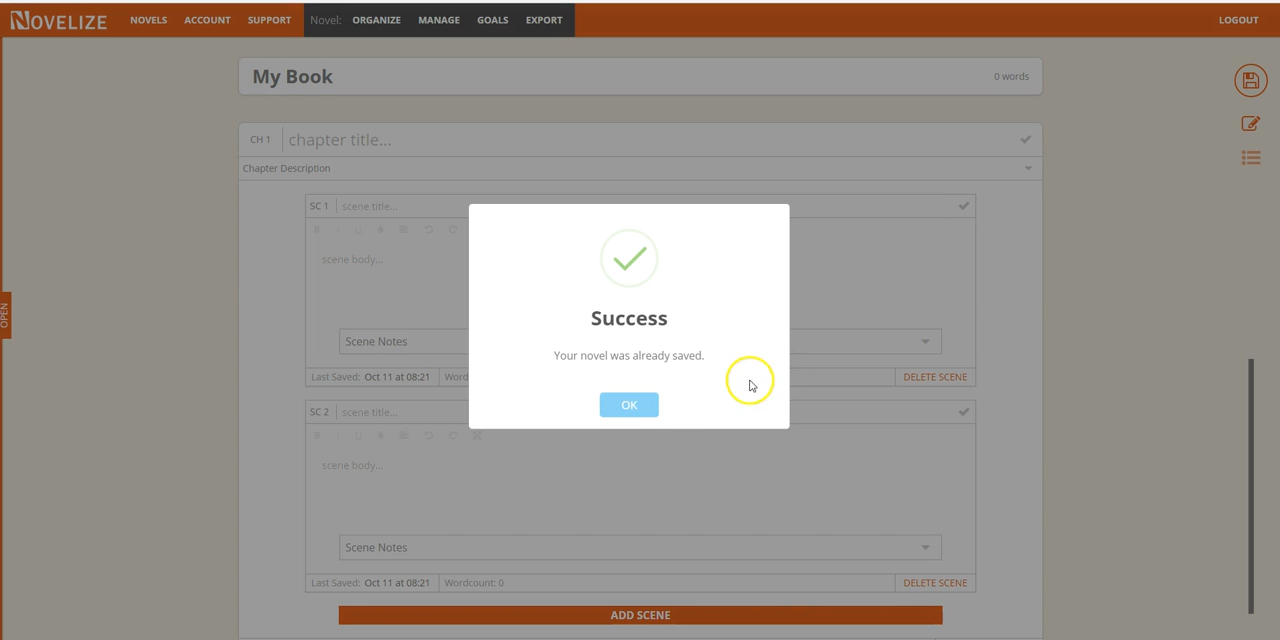 NOVELIZE NOVELS ACCOUNT SUPPORT Novel: ORGANIZE MANAGE GOALS EXPORT LOGOUT
My Book 0 words
CH 1 chapter title...
Chapter Description
SC 1 scene title...
B I U S
scene body...
Success
Scene Notes
Your novel was already saved.
Last Saved: Oct 11 at 08:21 Word DELETE SCENE
OK
SC 2 scene title...
B I U S
scene body...
Scene Notes
Last Saved: Oct 11 at 08:21 Wordcount: 0 DELETE SCENE
ADD SCENE
OPEN